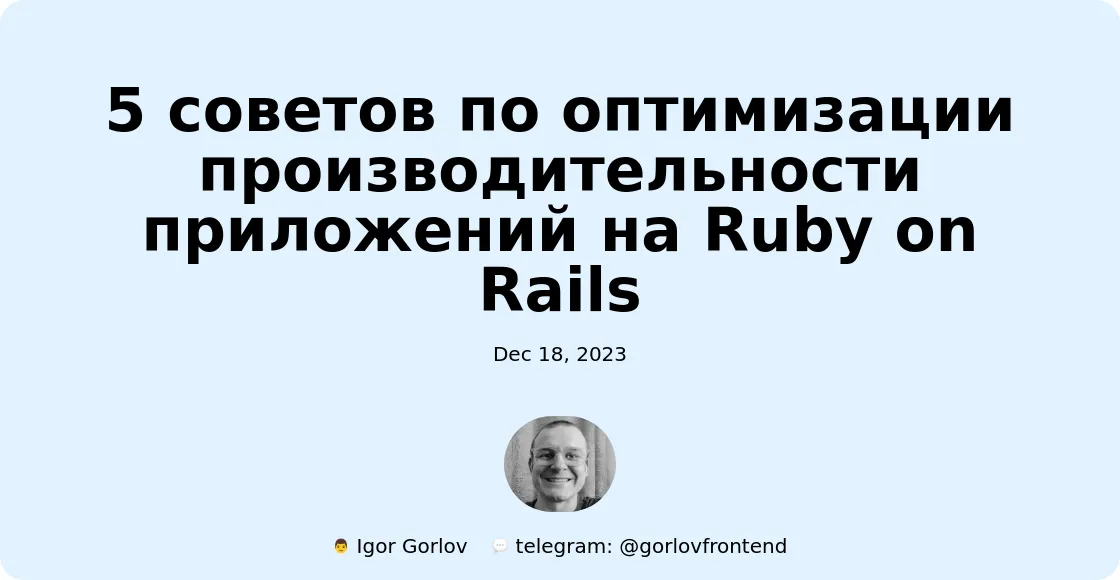 5 советов по оптимизации
производительности
приложений на Ruby on
Rails
Dec 18, 2023
👨 Igor Gorlov 💬 telegram: @gorlovfrontend